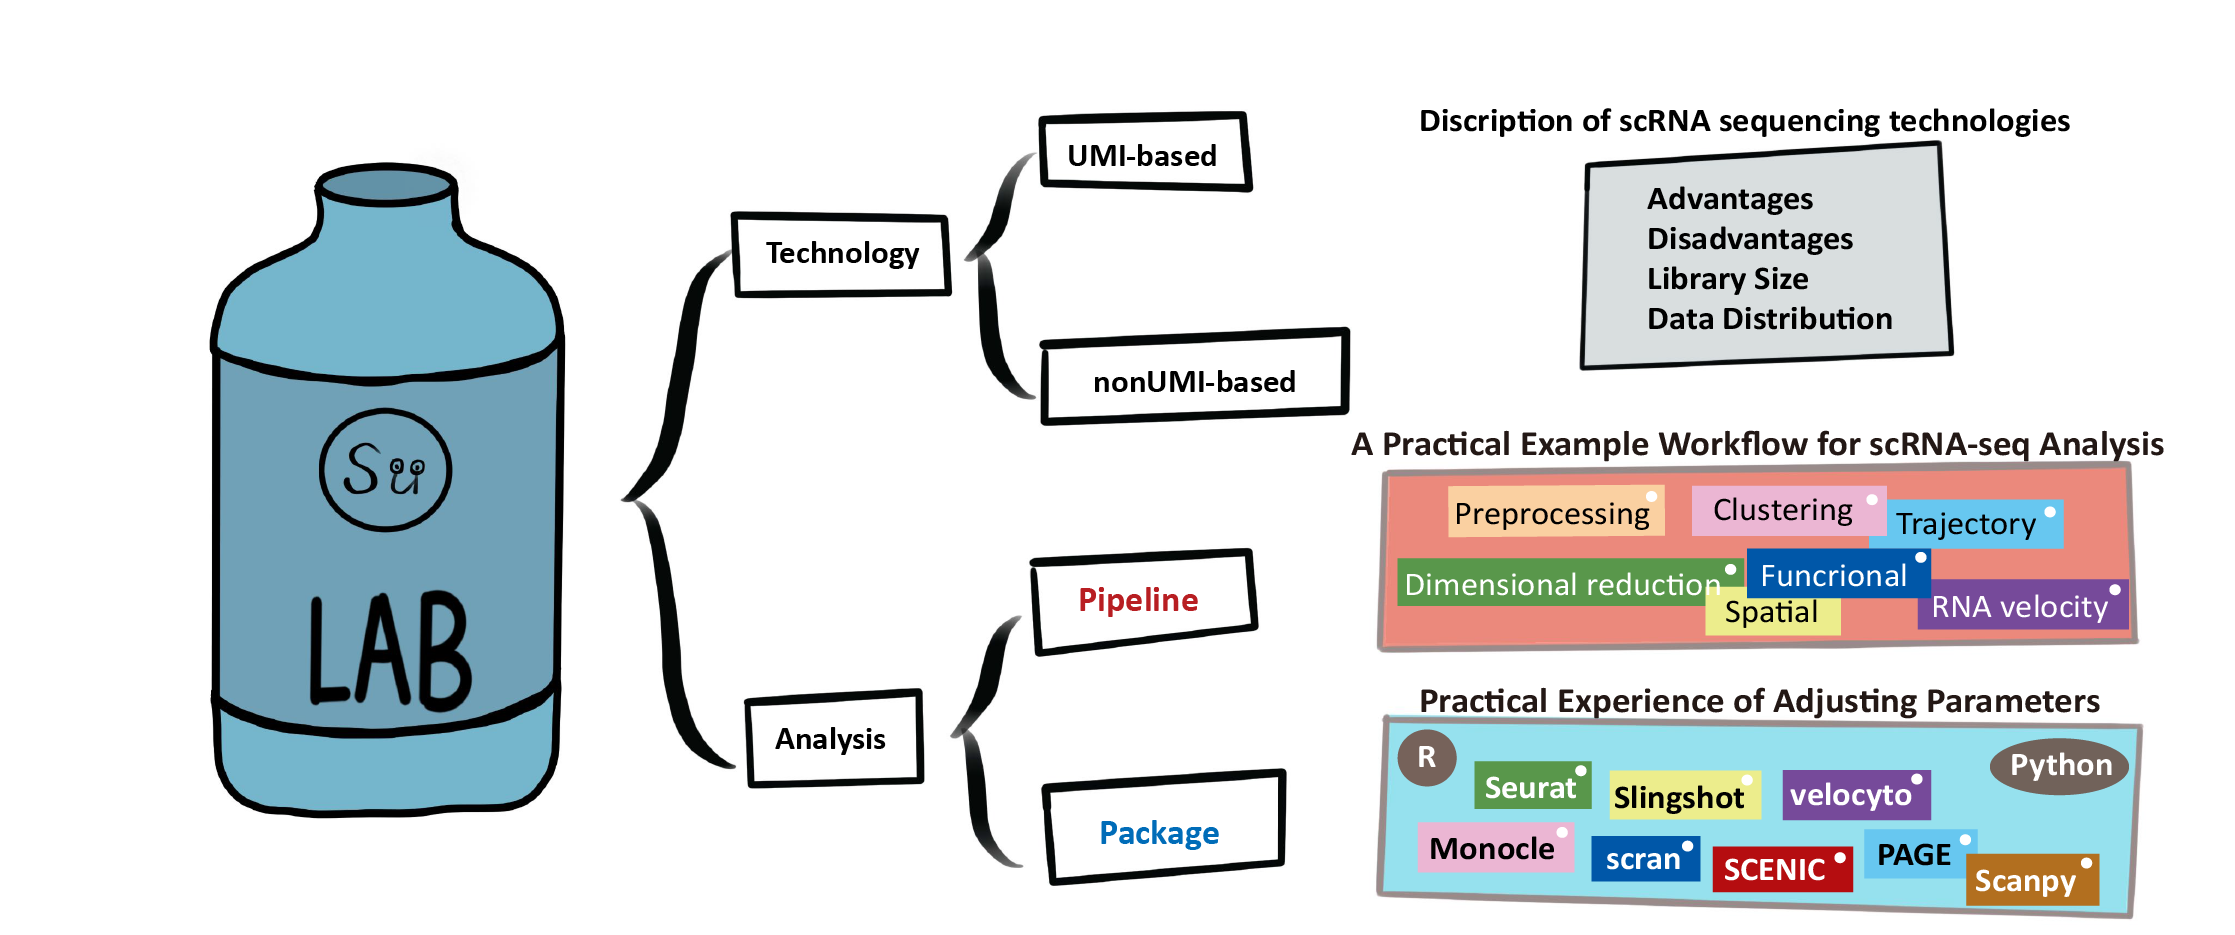 Su
LAB
Technology
UMI-based
nonUMI-based
Analysis
Pipeline
Package
Discription of scRNA sequencing technologies
Advantages
Disadvantages
Library Size
Data Distribution
A Practical Example Workflow for scRNA-seq Analysis
Preprocessing
Clustering
Trajectory
Dimensional reduction
Funcrional
Spatial
RNA velocity
Practical Experience of Adjusting Parameters
R
Python
Seurat
Slingshot
velocyto
Monocle
scran
SCENIC
PAGE
Scanpy